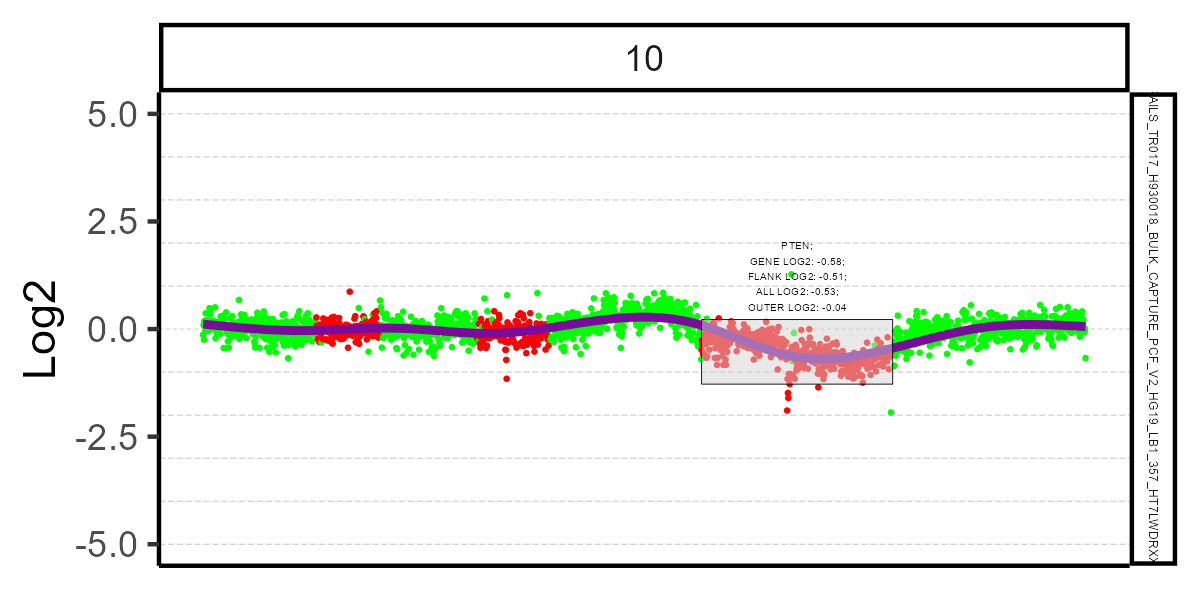 10
Log2
5.0
2.5
0.0
-2.5
-5.0
PTEN;
GENE LOG2: -0.58;
FLANK LOG2: -0.51;
ALL LOG2: -0.53;
OUTER LOG2: -0.04
AILS_TR017_H930018_BULK_CAPTURE_PCF_V2_HG19_LB1_357_HT7LWDRXX